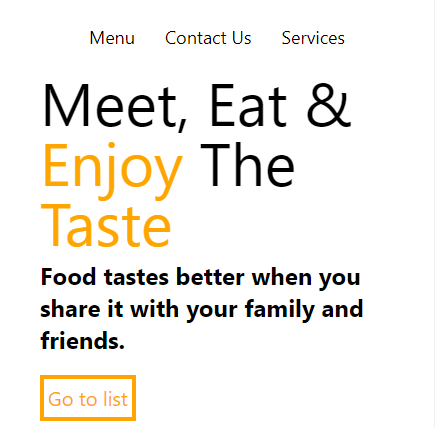 Menu Contact Us Services
Meet, Eat &
Enjoy The
Taste
Food tastes better when you
share it with your family and
friends.
Go to list